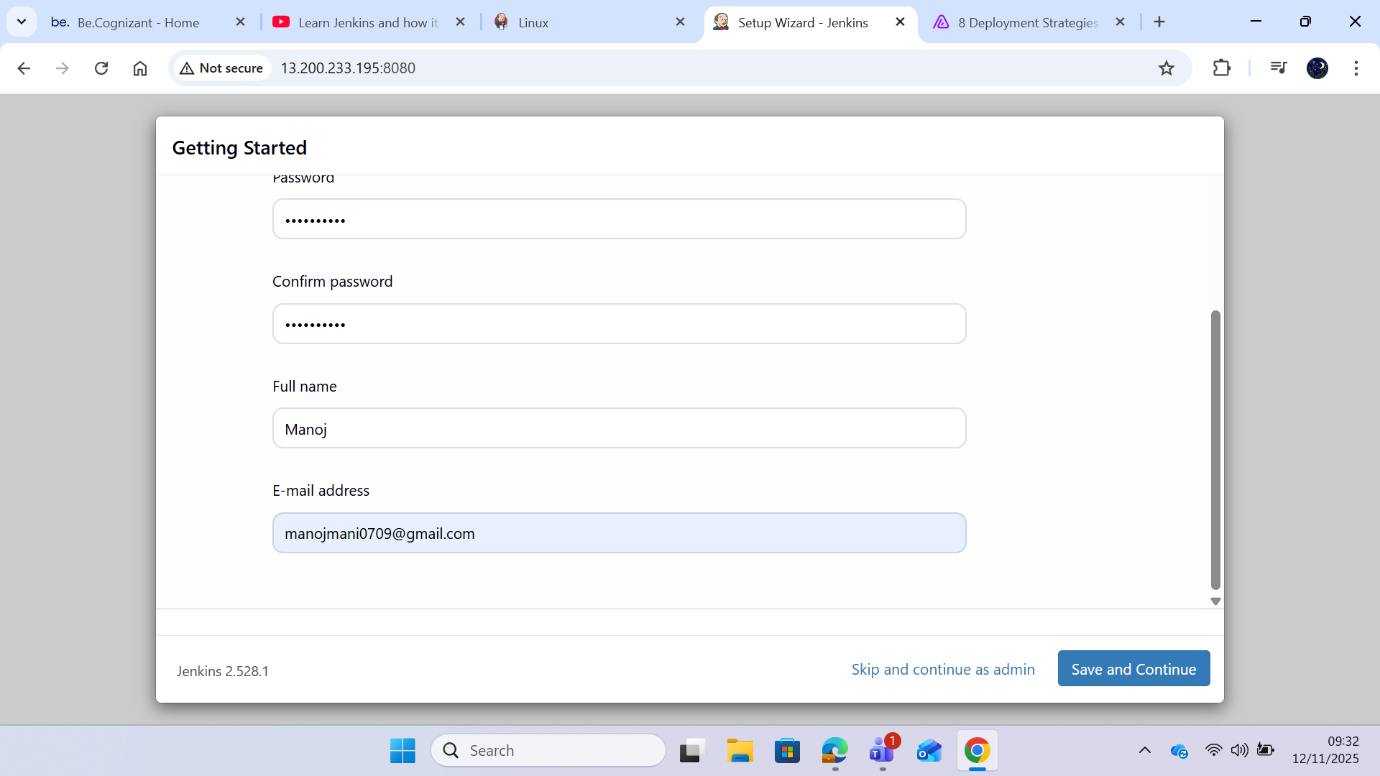 be. Be.Cognizant - Home
Learn Jenkins and how it
Linux
Setup Wizard - Jenkins
8 Deployment Strategies
Not secure
13.200.233.195:8080
Getting Started
Password
••••••••••
Confirm password
••••••••••
Full name
Manoj
E-mail address
manojmani0709@gmail.com
Jenkins 2.528.1
Skip and continue as admin
Save and Continue
Search
1
09:32
12/11/2025